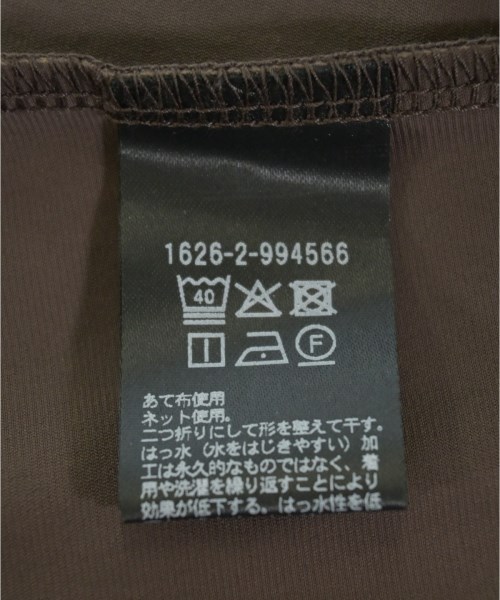 1626-2-994566
40
F
あて布使用
ネット使用。
二つ折りにして形を整えて干す。
はっ水（水をはじきやすい）加
工は永久的なものではなく、着
用や洗濯を繰り返すことにより
効果が低下する。はっ水性を低